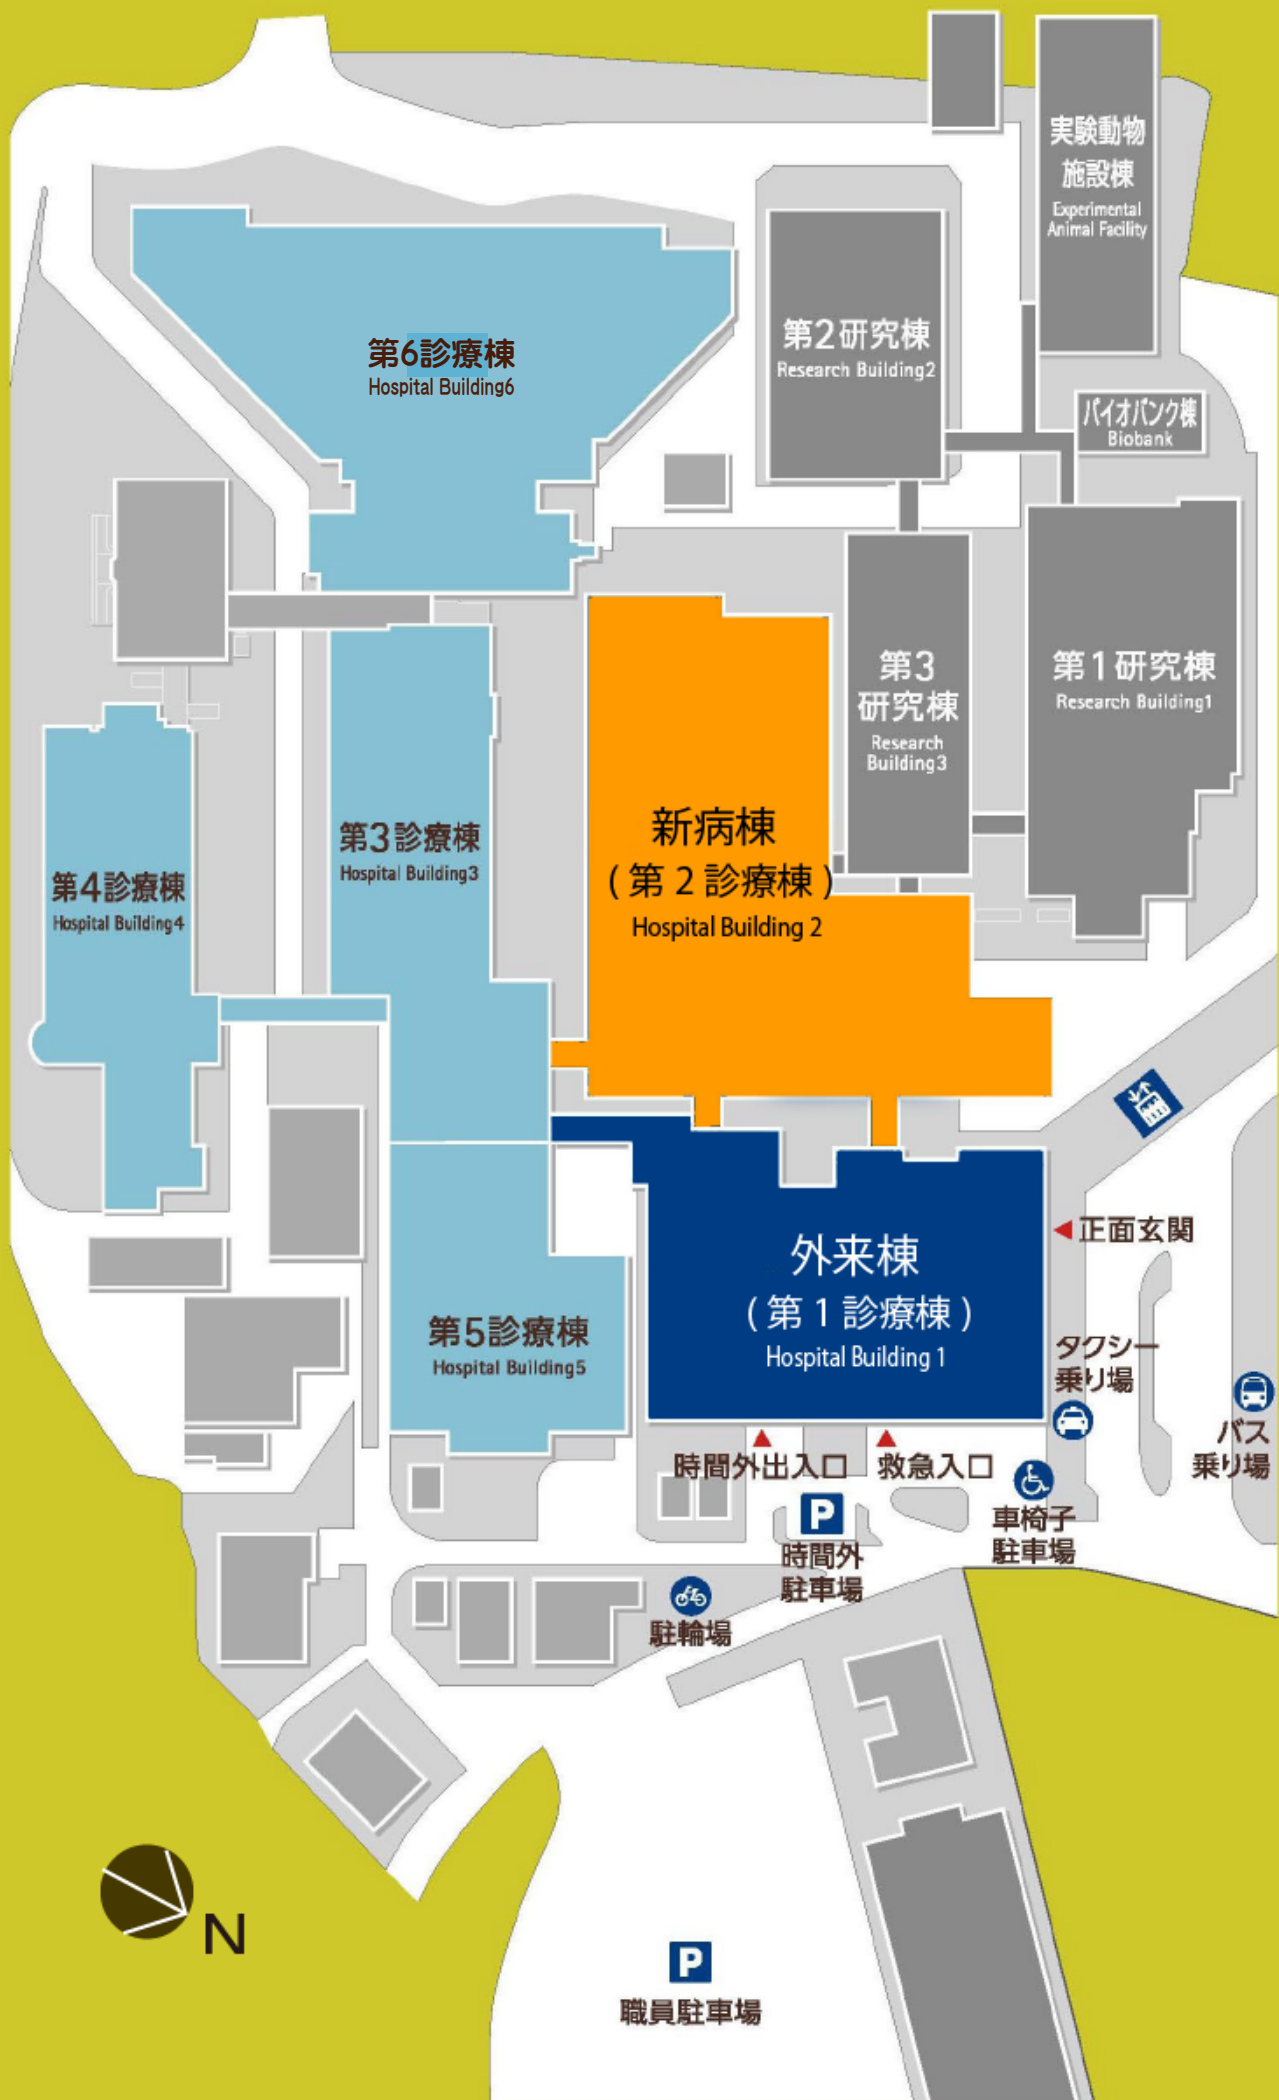 実験動物
施設棟
Experimental
Animal Facility
第2研究棟
Research Building2
第6診療棟
Hospital Building6
バイオバンク棟
Biobank
第3
研究棟
Research
Building3
第1研究棟
Research Building1
新病棟
(第2診療棟)
Hospital Building 2
第3診療棟
Hospital Building3
第4診療棟
Hospital Building4
正面玄関
外来棟
(第1診療棟)
Hospital Building 1
第5診療棟
Hospital Building5
タクシー
乗り場
バス
乗り場
時間外出入口
救急入口
P
車椅子
駐車場
時間外
駐車場
駐輪場
N
P
職員駐車場